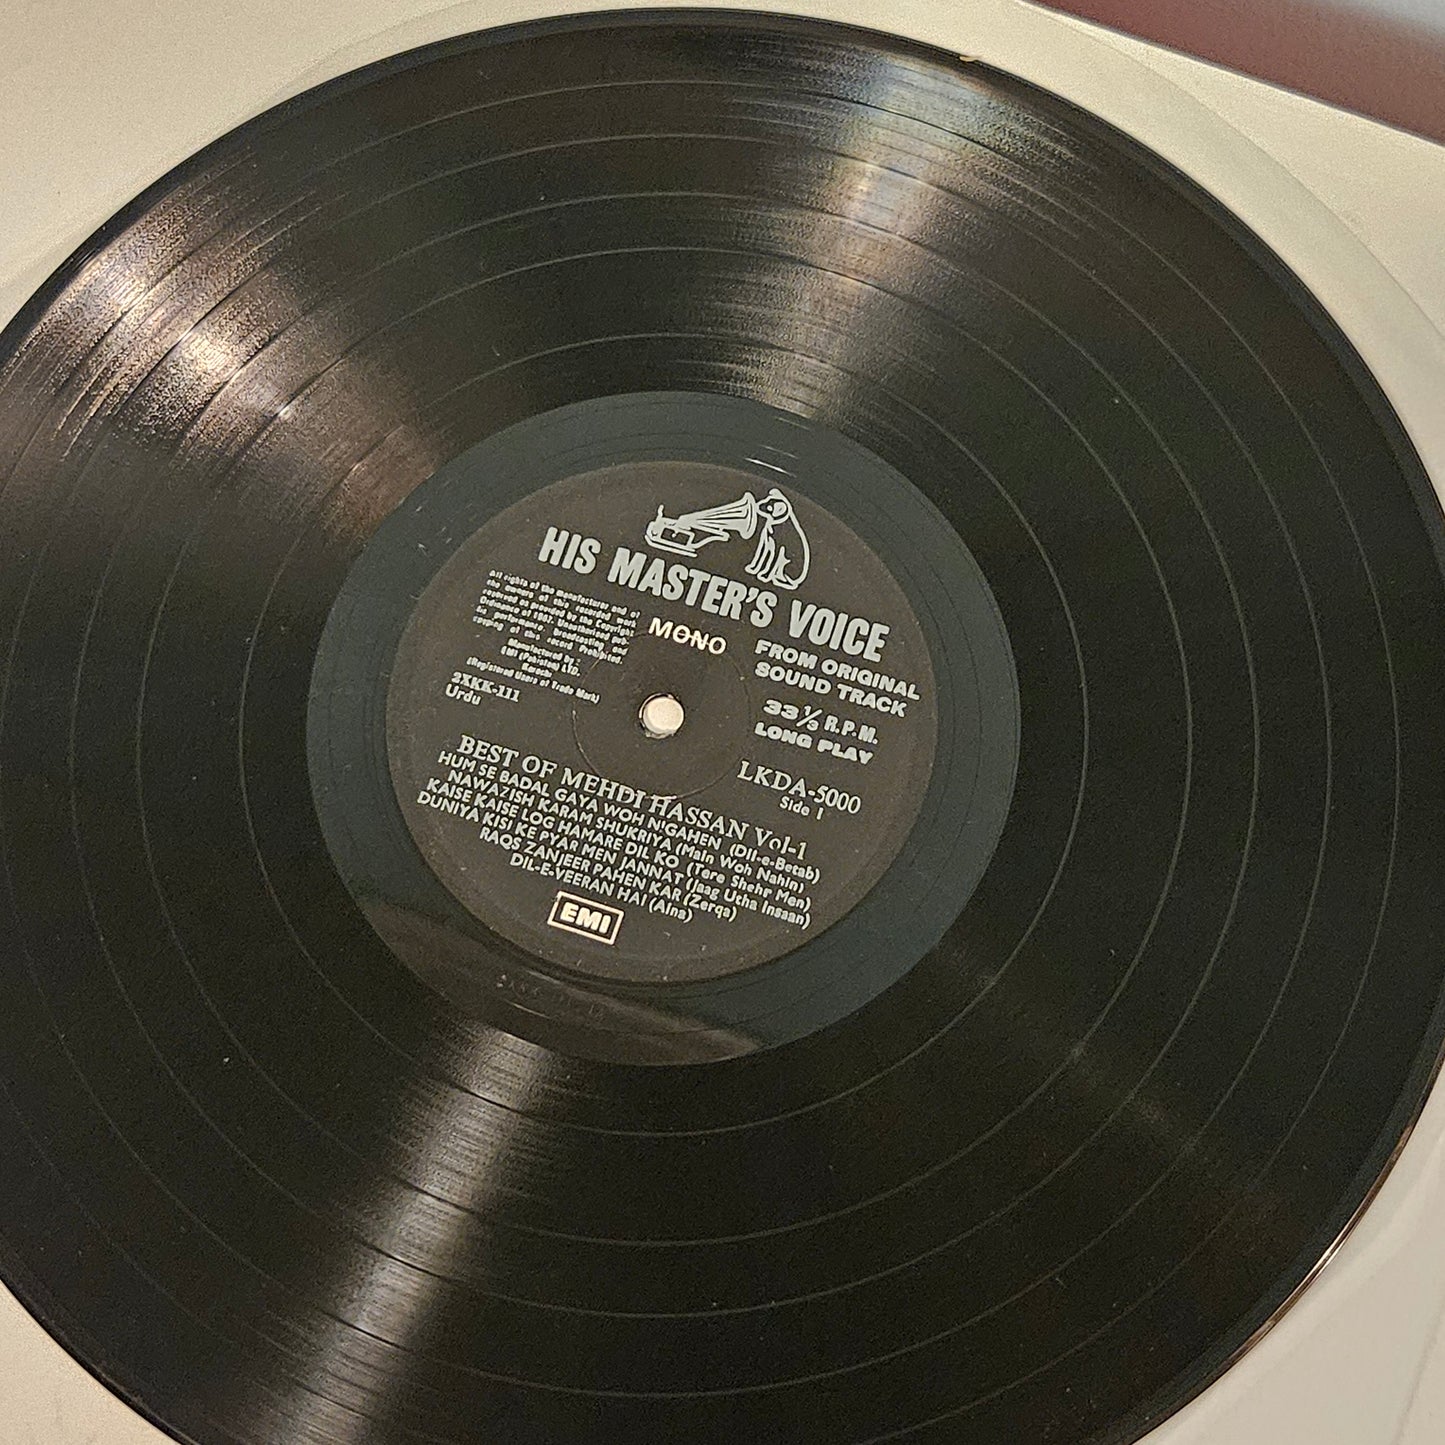 HIS MASTER'S VOICE
All rights of the manufacturer and of
the owners of the recorded work
reserved as provided by the Copyright
Ordinance of 1967. Unauthorised pub-
lic performance broadcasting and
copying of the record Prohibited.
Manufactured by
EMI (Pakistan) LTD.
Karachi
(Registered Users of Trade Mark)
MONO
FROM ORIGINAL
SOUND TRACK
33⅓ R.P.M.
LONG PLAY
2XKK-111
Urdu
LKDA-5000
Side 1
BEST OF MEHDI HASSAN Vol-1
HUM SE BADAL GAYA WOH NIGAHEN (Dil-e-Betab)
NAWAZISH KARAM SHUKRIYA (Main Woh Nahin)
KAISE KAISE LOG HAMARE DIL KO (Tere Shehr Men)
DUNIYA KISI KE PYAR MEN JANNAT (Jaag Utha Insaan)
RAQS ZANJEER PAHEN KAR (Zerqa)
DIL-E-VEERAN HAI (Aina)
EMI